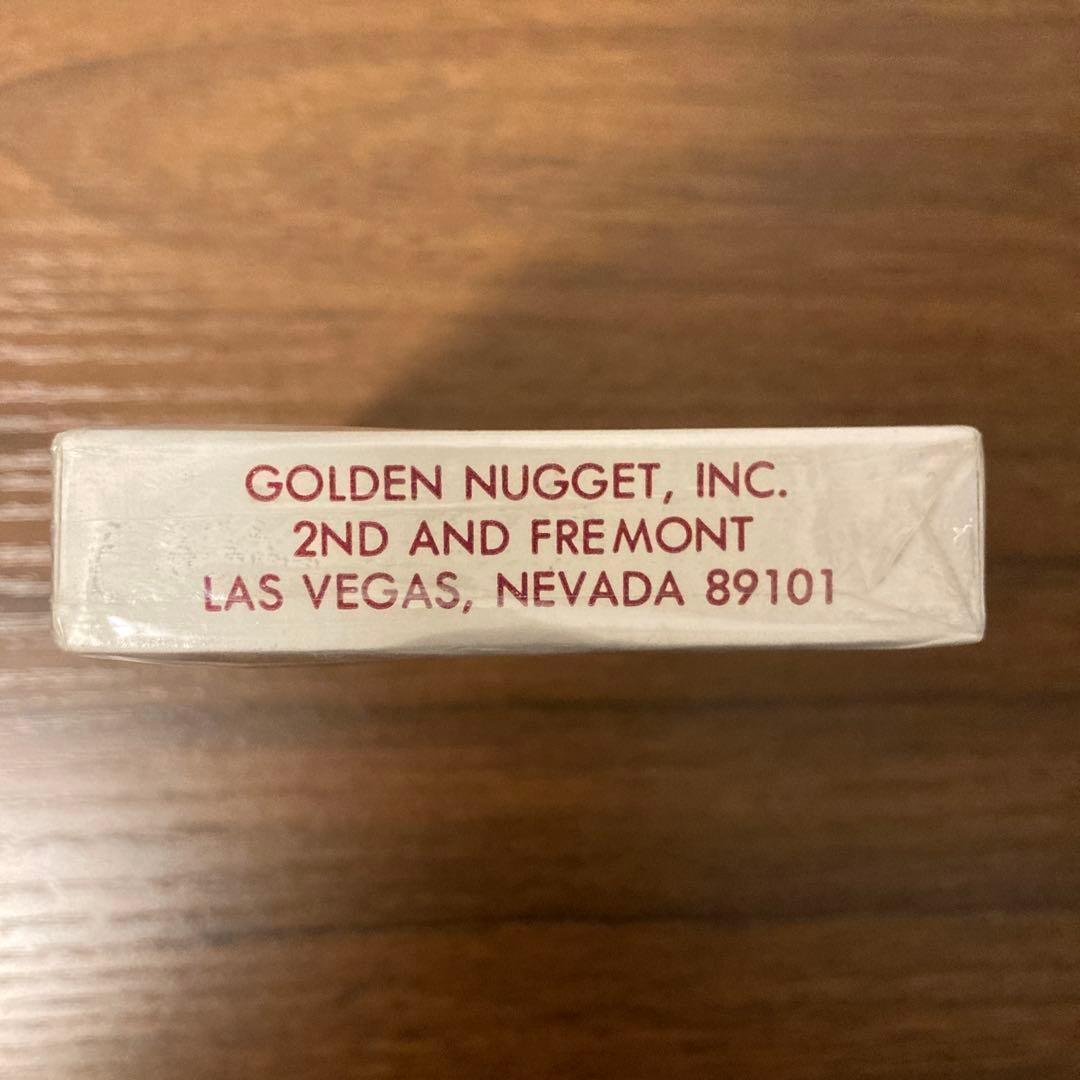 GOLDEN NUGGET, INC.
2ND AND FREMONT
LAS VEGAS, NEVADA 89101